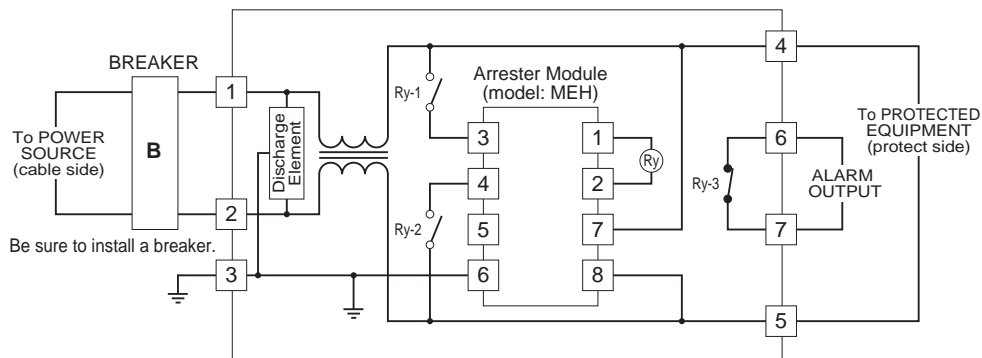 BREAKER
To POWER
SOURCE
(cable side)
B
1
2
3
Be sure to install a breaker.
Discharge
Element
Ry-1
Ry-2
Arrester Module
(model: MEH)
3
4
5
6
1
2
7
8
Ry
Ry-3
4
6
7
5
ALARM
OUTPUT
To PROTECTED
EQUIPMENT
(protect side)